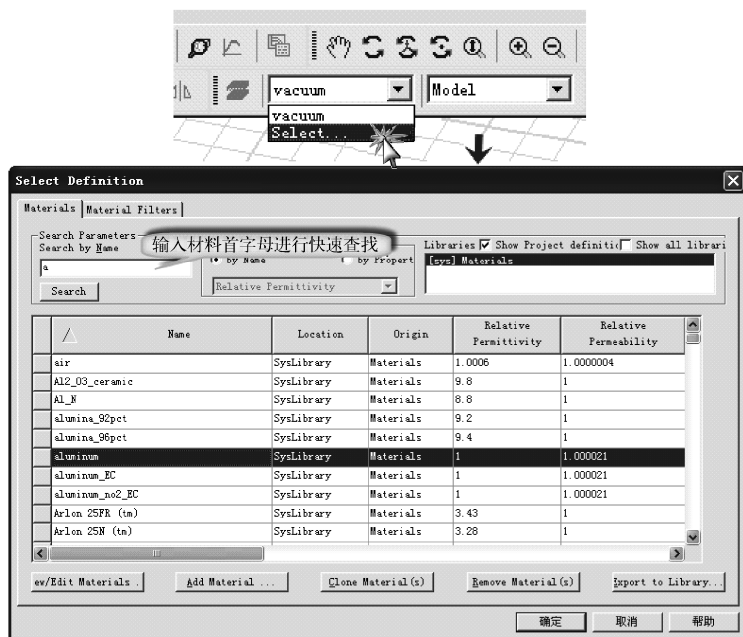 vacuum
Model
vacuum
Select...
Select Definition
Materials
Material Filters
Search Parameters
Search by Name
输入材料首字母进行快速查找
a
Search
by Name
by Propert
Relative Permittivity
Libraries
Show Project definitio
Show all librari
[sys] Materials
Name Location Origin Relative Permittivity Relative Permeability
air SysLibrary Materials 1.0006 1.0000004
Al2_O3_ceramic SysLibrary Materials 9.8 1
Al_N SysLibrary Materials 8.8 1
alumina_92pct SysLibrary Materials 9.2 1
alumina_96pct SysLibrary Materials 9.4 1
aluminum SysLibrary Materials 1 1.000021
aluminum_EC SysLibrary Materials 1 1.000021
aluminum_no2_EC SysLibrary Materials 1 1.000021
Arlon 25FR (tm) SysLibrary Materials 3.43 1
Arlon 25N (tm) SysLibrary Materials 3.28 1
ew/Edit Materials .
Add Material ...
Clone Material(s)
Remove Material(s)
Export to Library...
确定
取消
帮助